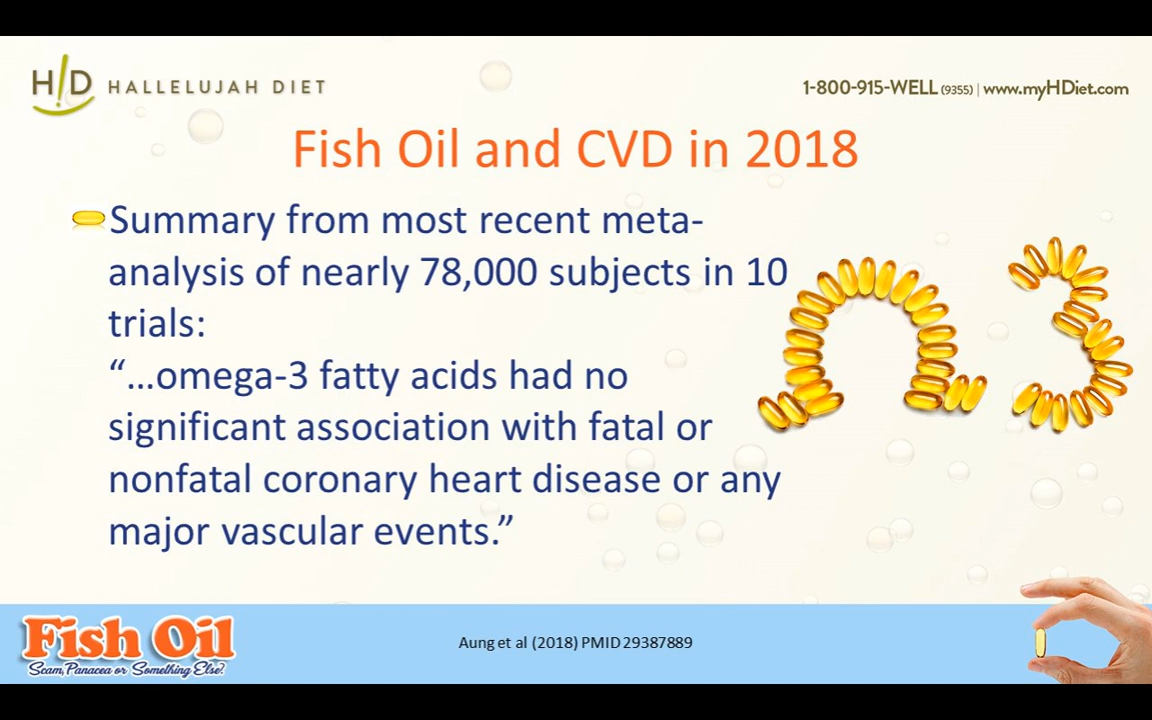 H!D HALLELUJAH DIET
1-800-915-WELL (9355) | www.myHDiet.com
Fish Oil and CVD in 2018
Summary from most recent meta-
analysis of nearly 78,000 subjects in 10
trials:
“…omega-3 fatty acids had no
significant association with fatal or
nonfatal coronary heart disease or any
major vascular events.”
Ω 3
Fish Oil
Scam, Panacea or Something Else?
Aung et al (2018) PMID 29387889